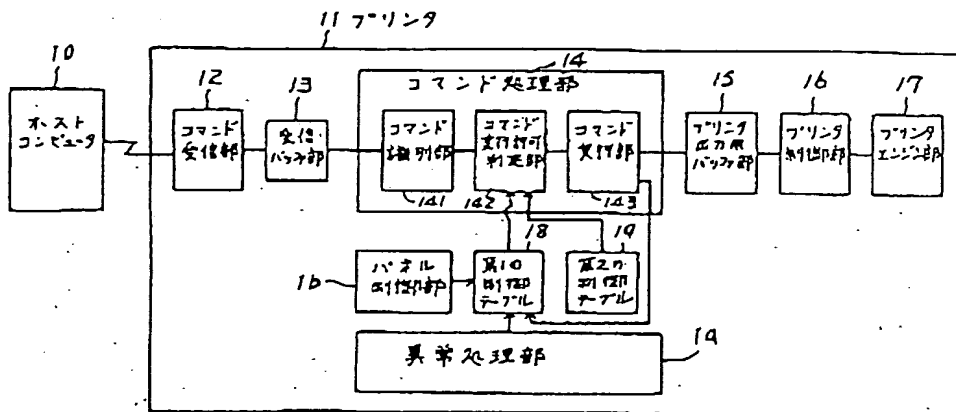 11 プリンタ
10
ホスト
コンピュータ
12
コマンド
受信部
13
受信
バッファ部
14
コマンド処理部
コマンド
識別部
141
コマンド
実行許可
判定部
142
コマンド
実行部
143
15
プリンタ
出力用
バッファ部
16
プリンタ
制御部
17
プリンタ
エンジン部
1b
パネル
制御部
18
第1の
制御
テーブル
19
第2の
制御
テーブル
異常処理部
1a